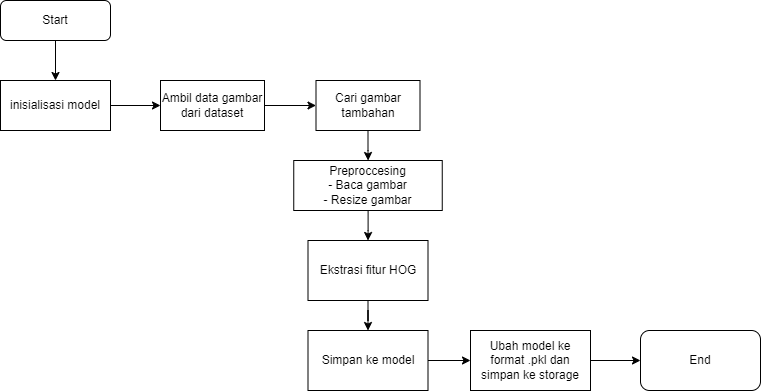 Start
inisialisasi model
Ambil data gambar
dari dataset
Cari gambar
tambahan
Preproccesing
- Baca gambar
- Resize gambar
Ekstrasi fitur HOG
Simpan ke model
Ubah model ke
format .pkl dan
simpan ke storage
End